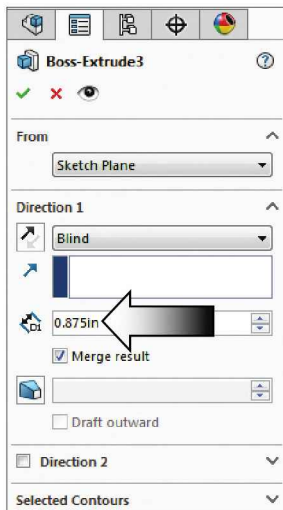 Boss-Extrude3
?
From
Sketch Plane
Direction 1
Blind
D1
0.875in
Merge result
Draft outward
Direction 2
Selected Contours